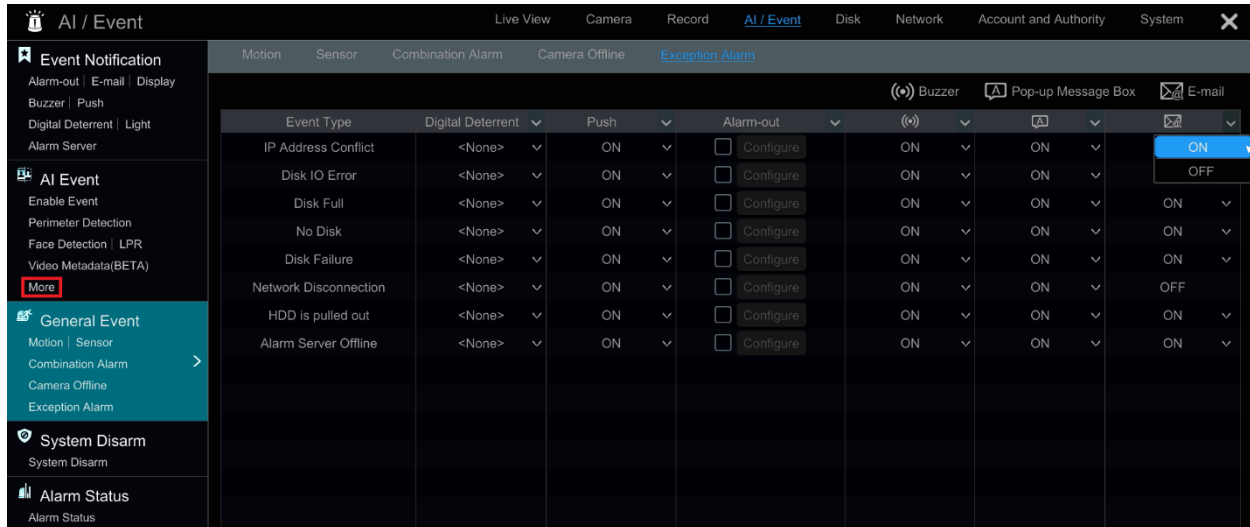 AI / Event
Live View Camera Record AI / Event Disk Network Account and Authority System
Event Notification
Alarm-out | E-mail | Display
Buzzer | Push
Digital Deterrent | Light
Alarm Server
AI Event
Enable Event
Perimeter Detection
Face Detection | LPR
Video Metadata(BETA)
More
General Event
Motion | Sensor
Combination Alarm
Camera Offline
Exception Alarm
System Disarm
System Disarm
Alarm Status
Alarm Status
Motion Sensor Combination Alarm Camera Offline Exception Alarm
Buzzer A Pop-up Message Box E-mail
Event Type Digital Deterrent Push Alarm-out A
IP Address Conflict <None> ON Configure ON ON ON
Disk IO Error <None> ON Configure ON ON OFF
Disk Full <None> ON Configure ON ON ON
No Disk <None> ON Configure ON ON ON
Disk Failure <None> ON Configure ON ON ON
Network Disconnection <None> ON Configure ON ON OFF
HDD is pulled out <None> ON Configure ON ON ON
Alarm Server Offline <None> ON Configure ON ON ON